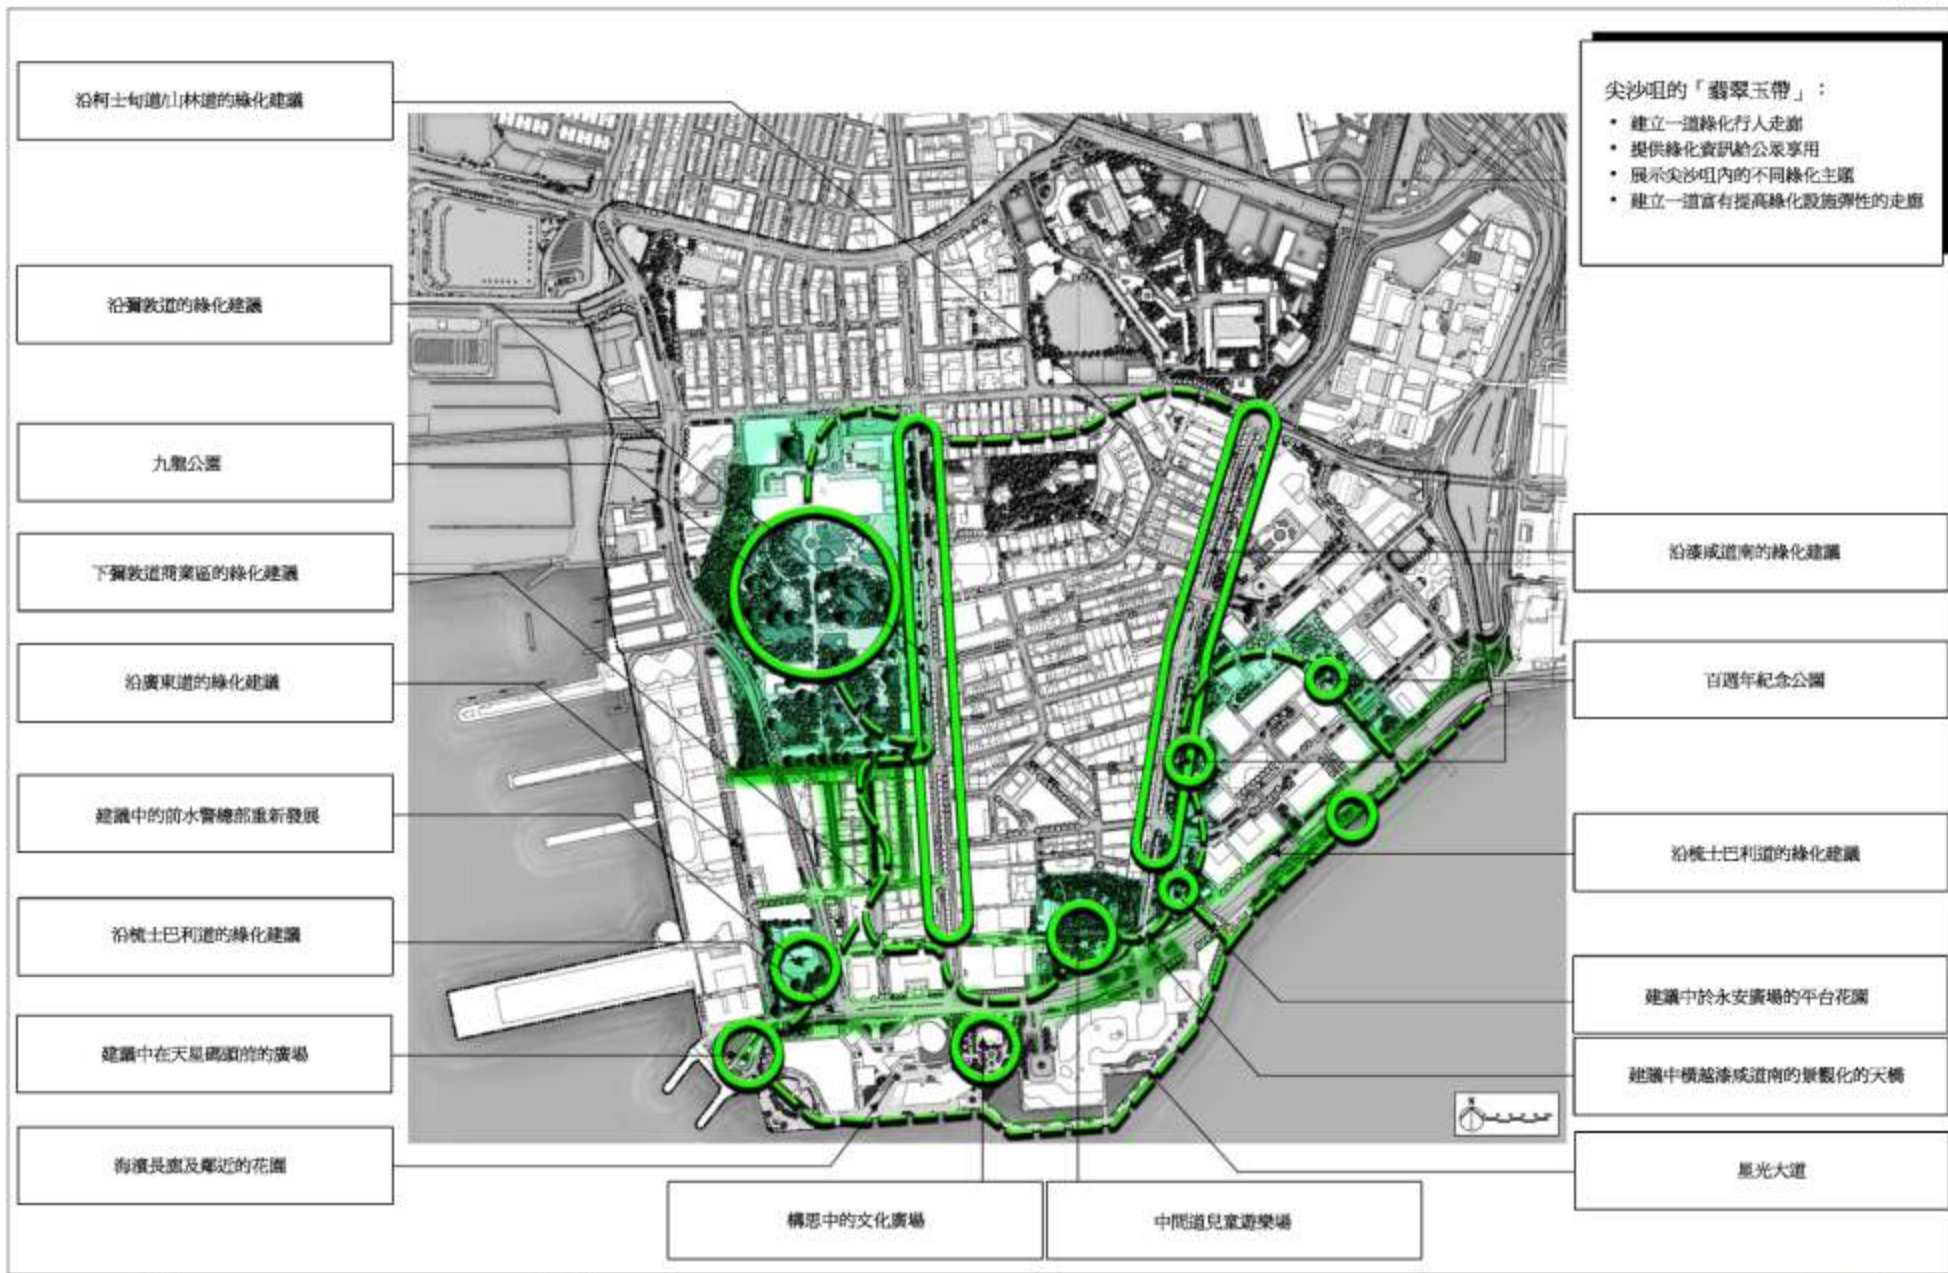 沿柯士甸道/山林道的綠化建議
沿彌敦道的綠化建議
九龍公園
下彌敦道商業區的綠化建議
沿廣東道的綠化建議
建議中的前水警總部重新發展
沿梳士巴利道的綠化建議
建議中在天星碼頭前的廣場
海濱長廊及鄰近的花園
構思中的文化廣場
中間道兒童遊樂場
尖沙咀的「翡翠玉帶」：
• 建立一道綠化行人走廊
• 提供綠化資訊給公眾享用
• 展示尖沙咀內的不同綠化主題
• 建立一道富有提高綠化設施彈性的走廊
沿漆咸道南的綠化建議
百週年紀念公園
沿梳士巴利道的綠化建議
建議中於永安廣場的平台花園
建議中橫越漆咸道南的景觀化的天橋
星光大道
N